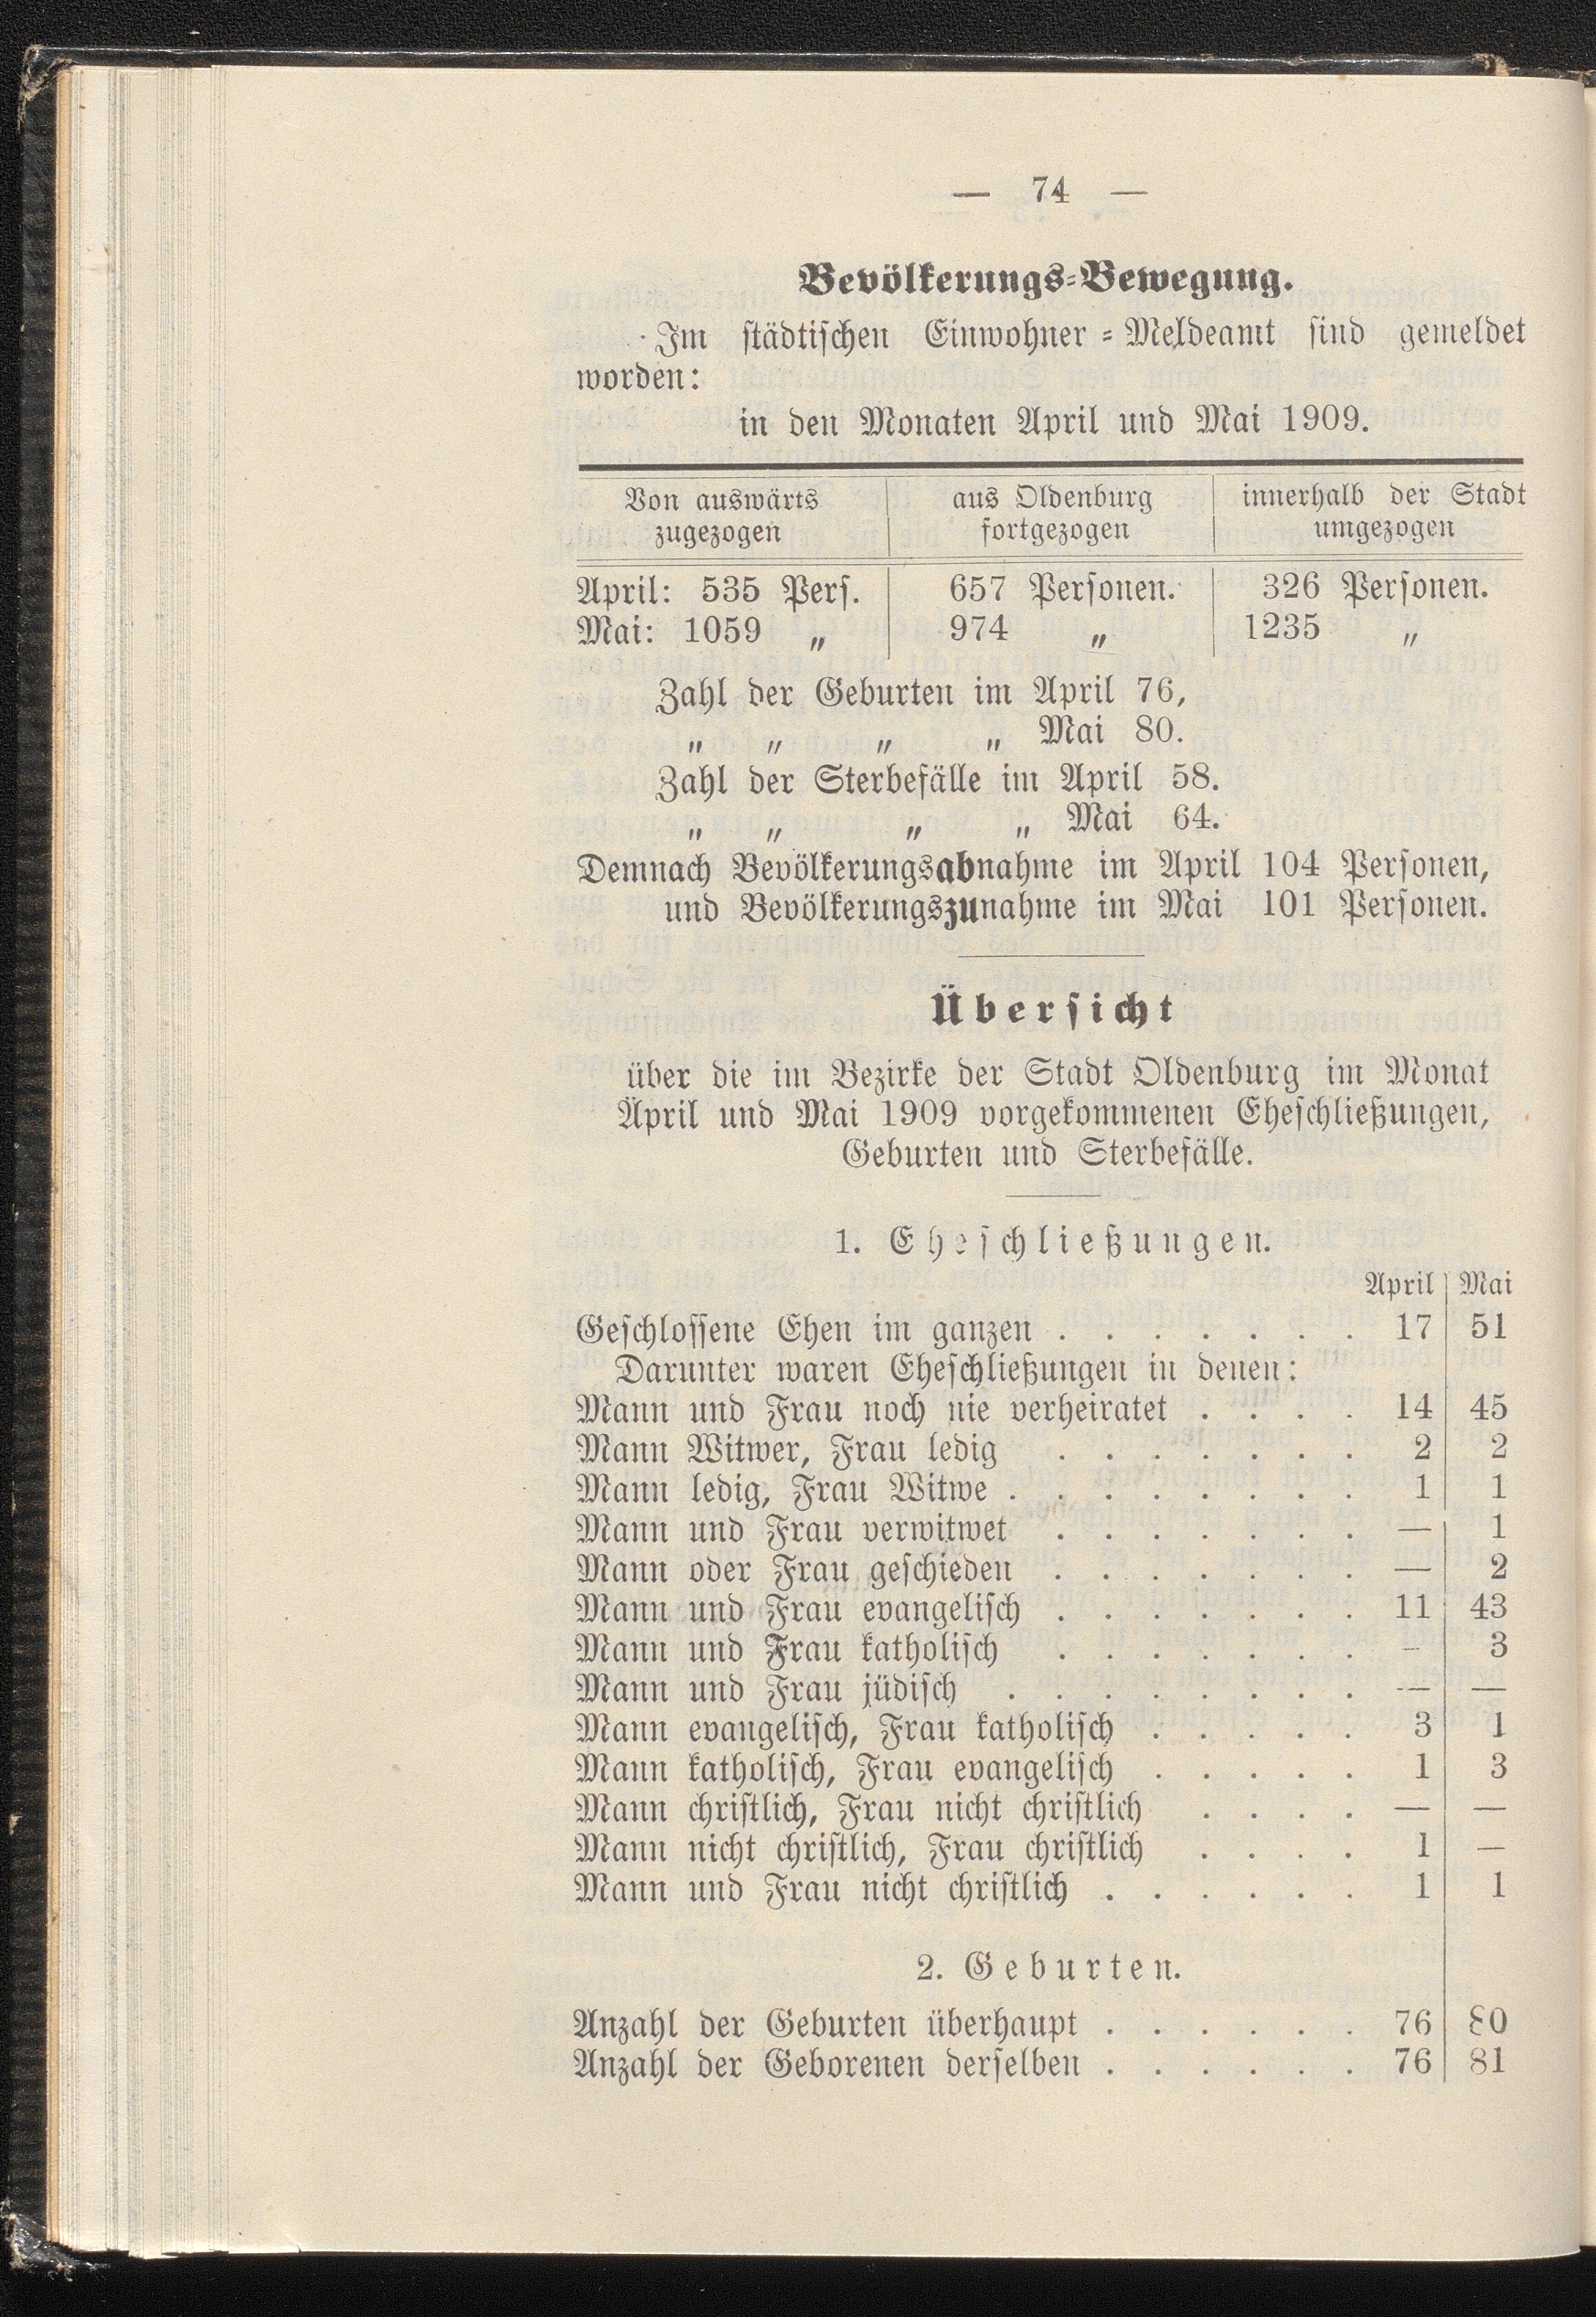 — 74 —
Bevölkerungs-Bewegung.
Im städtischen Einwohner-Meldeamt sind gemeldet
worden:
in den Monaten April und Mai 1909.
Von auswärts zugezogen | aus Oldenburg fortgezogen | innerhalb der Stadt umgezogen
April: 535 Pers. | 657 Personen. | 326 Personen.
Mai: 1059 „ | 974 „ | 1235 „
Zahl der Geburten im April 76,
„ „ „ „ Mai 80.
Zahl der Sterbefälle im April 58.
„ „ „ „ Mai 64.
Demnach Bevölkerungsabnahme im April 104 Personen,
und Bevölkerungszunahme im Mai 101 Personen.
Übersicht
über die im Bezirke der Stadt Oldenburg im Monat
April und Mai 1909 vorgekommenen Eheschließungen,
Geburten und Sterbefälle.
1. Eheschließungen.
April | Mai
Geschlossene Ehen im ganzen . . . . . . . 17 | 51
Darunter waren Eheschließungen in denen:
Mann und Frau noch nie verheiratet . . . . 14 | 45
Mann Witwer, Frau ledig . . . . . . . 2 | 2
Mann ledig, Frau Witwe . . . . . . . . 1 | 1
Mann und Frau verwitwet . . . . . . . — | 1
Mann oder Frau geschieden . . . . . . . — | 2
Mann und Frau evangelisch . . . . . . . 11 | 43
Mann und Frau katholisch . . . . . . . — | 3
Mann und Frau jüdisch . . . . . . . . — | —
Mann evangelisch, Frau katholisch . . . . . 3 | 1
Mann katholisch, Frau evangelisch . . . . . 1 | 3
Mann christlich, Frau nicht christlich . . . . — | —
Mann nicht christlich, Frau christlich . . . . 1 | —
Mann und Frau nicht christlich . . . . . . 1 | 1
2. Geburten.
Anzahl der Geburten überhaupt . . . . . . 76 | 80
Anzahl der Geborenen derselben . . . . . . 76 | 81